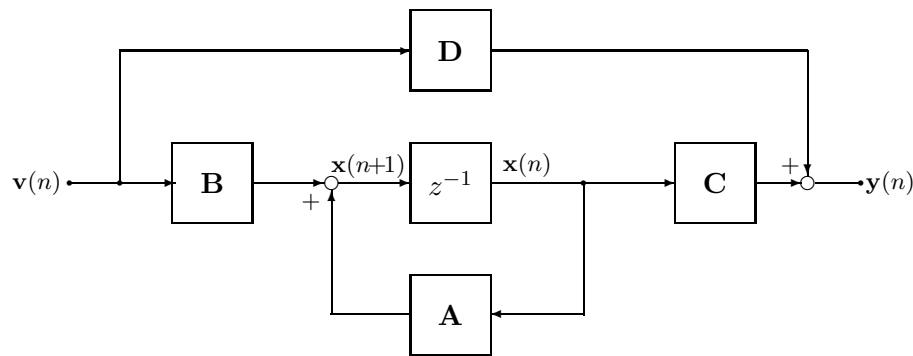 D
+
v(n) B x(n+1) z⁻¹ x(n) C y(n)
+
A